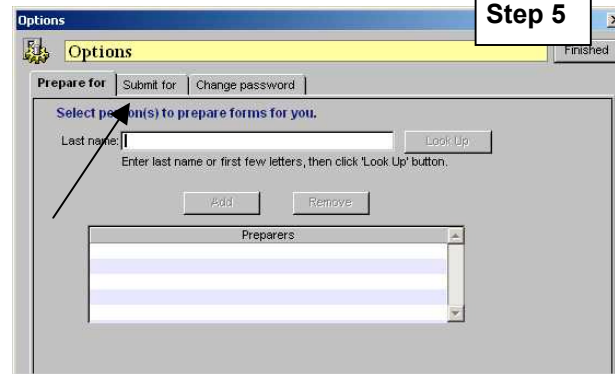 Options
Step 5
Options
Finished
Prepare for Submit for Change password
Select person(s) to prepare forms for you.
Last name: Look Up
Enter last name or first few letters, then click 'Look Up' button.
Add Remove
Preparers